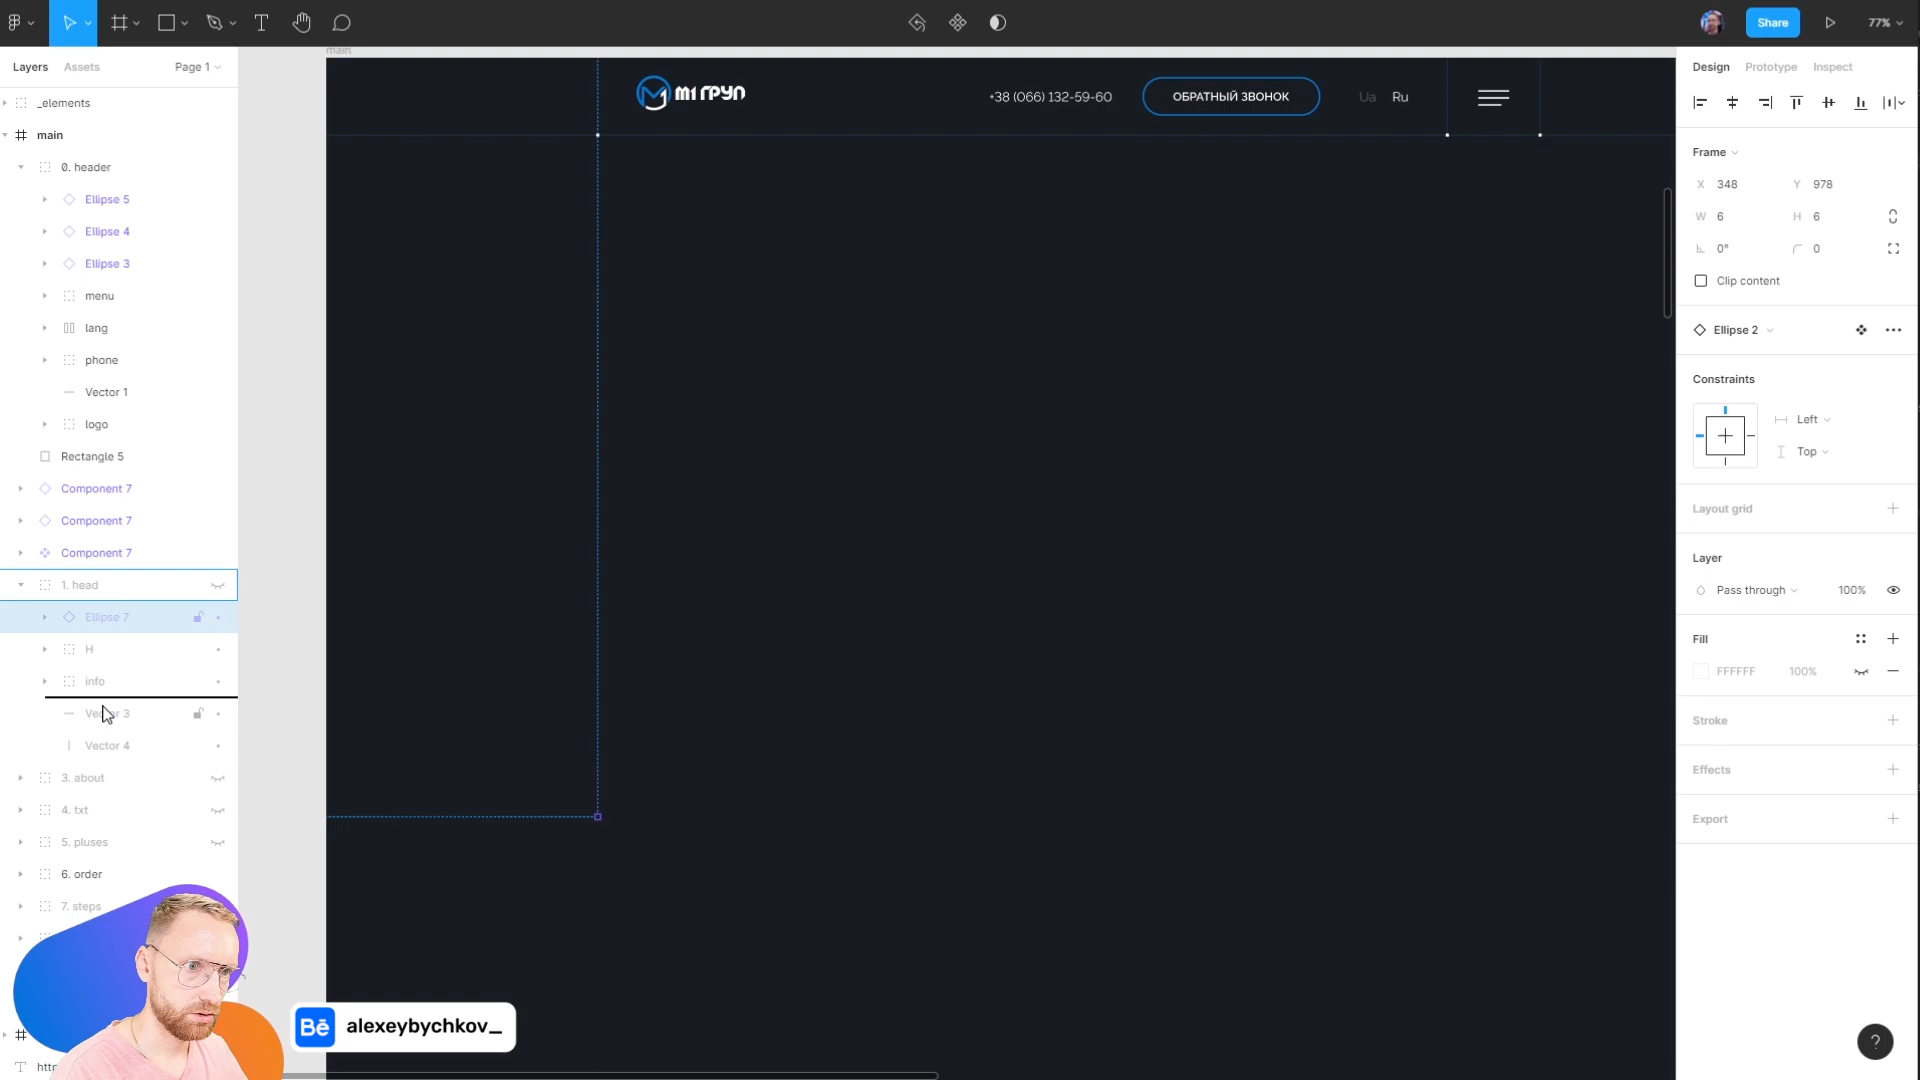 Share
77%
Layers
Assets
Page 1
Design
Prototype
Inspect
main
_elements
main
0. header
Ellipse 5
Ellipse 4
Ellipse 3
menu
lang
phone
Vector 1
logo
Rectangle 5
Component 7
Component 7
Component 7
1. head
Ellipse 7
H
info
Vector 3
Vector 4
3. about
4. txt
5. pluses
6. order
7. steps
М1 ГРУП
+38 (066) 132-59-60
ОБРАТНЫЙ ЗВОНОК
Ua
Ru
Bē
alexeybychkov_
Frame
X 348
Y 978
W 6
H 6
0°
0
Clip content
Ellipse 2
Constraints
Left
Top
Layout grid
Layer
Pass through
100%
Fill
FFFFFF
100%
Stroke
Effects
Export
?